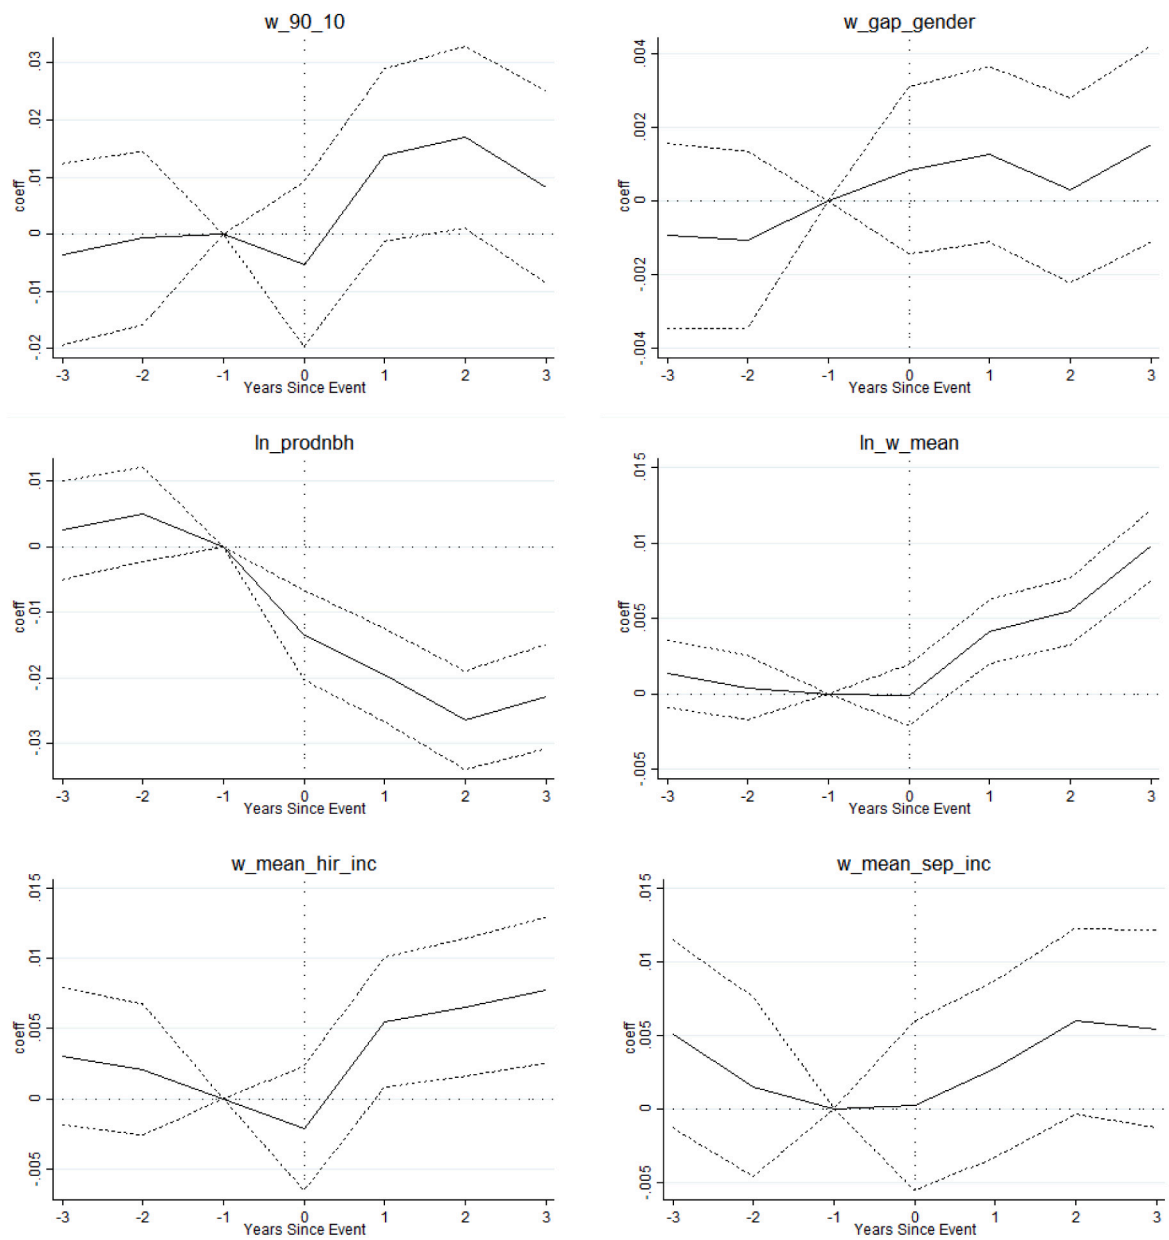 w_90_10
.03
.02
.01
0
-.01
-.02
coeff
-3 -2 -1 0 1 2 3
Years Since Event
w_gap_gender
.004
.002
0
-.002
-.004
coeff
-3 -2 -1 0 1 2 3
Years Since Event
ln_prodnbh
.01
0
-.01
-.02
-.03
coeff
-3 -2 -1 0 1 2 3
Years Since Event
ln_w_mean
.015
.01
.005
0
-.005
coeff
-3 -2 -1 0 1 2 3
Years Since Event
w_mean_hir_inc
.015
.01
.005
0
-.005
coeff
-3 -2 -1 0 1 2 3
Years Since Event
w_mean_sep_inc
.015
.01
.005
0
-.005
coeff
-3 -2 -1 0 1 2 3
Years Since Event